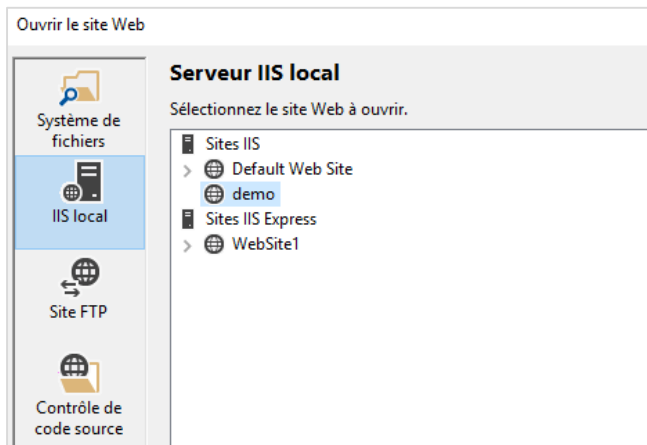 Ouvrir le site Web
Système de
fichiers
IIS local
Site FTP
Contrôle de
code source
Serveur IIS local
Sélectionnez le site Web à ouvrir.
Sites IIS
Default Web Site
demo
Sites IIS Express
WebSite1